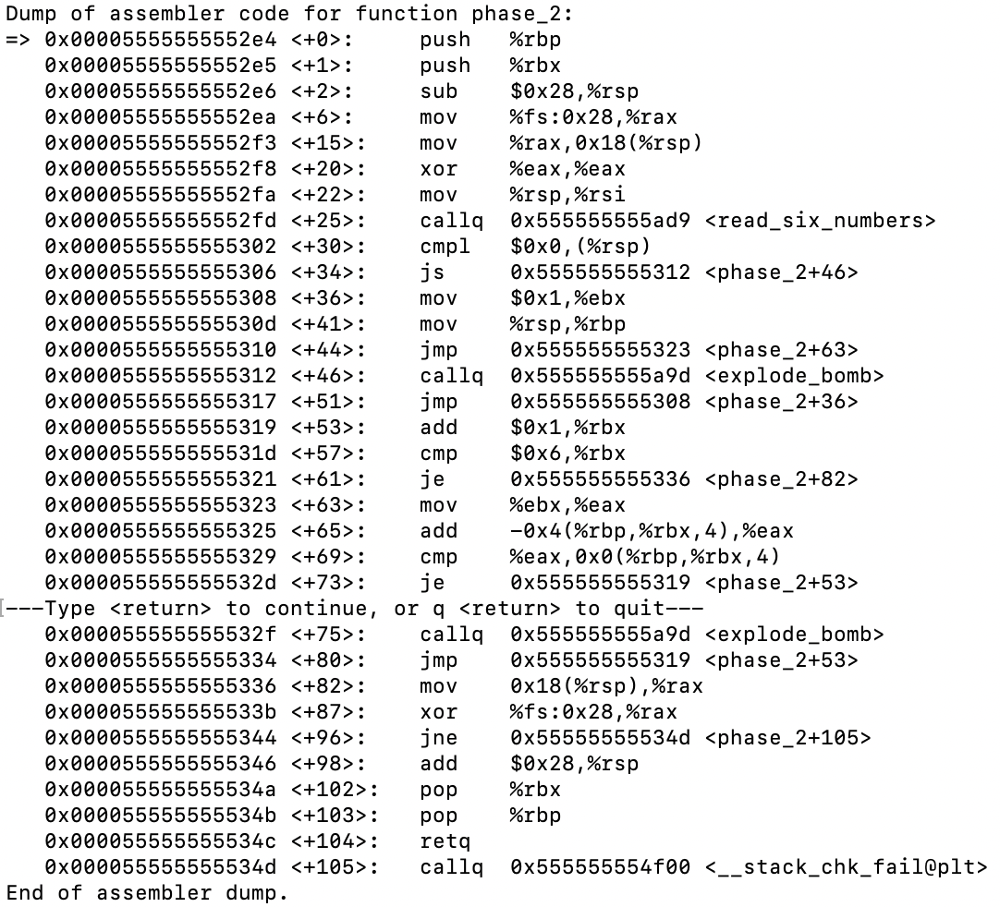 Dump of assembler code for function phase_2:
=> 0x00005555555552e4 <+0>:     push   %rbp
   0x00005555555552e5 <+1>:     push   %rbx
   0x00005555555552e6 <+2>:     sub    $0x28,%rsp
   0x00005555555552ea <+6>:     mov    %fs:0x28,%rax
   0x00005555555552f3 <+15>:    mov    %rax,0x18(%rsp)
   0x00005555555552f8 <+20>:    xor    %eax,%eax
   0x00005555555552fa <+22>:    mov    %rsp,%rsi
   0x00005555555552fd <+25>:    callq  0x555555555ad9 <read_six_numbers>
   0x0000555555555302 <+30>:    cmpl   $0x0,(%rsp)
   0x0000555555555306 <+34>:    js     0x555555555312 <phase_2+46>
   0x0000555555555308 <+36>:    mov    $0x1,%ebx
   0x000055555555530d <+41>:    mov    %rsp,%rbp
   0x0000555555555310 <+44>:    jmp    0x555555555323 <phase_2+63>
   0x0000555555555312 <+46>:    callq  0x555555555a9d <explode_bomb>
   0x0000555555555317 <+51>:    jmp    0x555555555308 <phase_2+36>
   0x0000555555555319 <+53>:    add    $0x1,%rbx
   0x000055555555531d <+57>:    cmp    $0x6,%rbx
   0x0000555555555321 <+61>:    je     0x555555555336 <phase_2+82>
   0x0000555555555323 <+63>:    mov    %ebx,%eax
   0x0000555555555325 <+65>:    add    -0x4(%rbp,%rbx,4),%eax
   0x0000555555555329 <+69>:    cmp    %eax,0x0(%rbp,%rbx,4)
   0x000055555555532d <+73>:    je     0x555555555319 <phase_2+53>
---Type <return> to continue, or q <return> to quit---
   0x000055555555532f <+75>:    callq  0x555555555a9d <explode_bomb>
   0x0000555555555334 <+80>:    jmp    0x555555555319 <phase_2+53>
   0x0000555555555336 <+82>:    mov    0x18(%rsp),%rax
   0x000055555555533b <+87>:    xor    %fs:0x28,%rax
   0x0000555555555344 <+96>:    jne    0x55555555534d <phase_2+105>
   0x0000555555555346 <+98>:    add    $0x28,%rsp
   0x000055555555534a <+102>:   pop    %rbx
   0x000055555555534b <+103>:   pop    %rbp
   0x000055555555534c <+104>:   retq
   0x000055555555534d <+105>:   callq  0x555555554f00 <__stack_chk_fail@plt>
End of assembler dump.